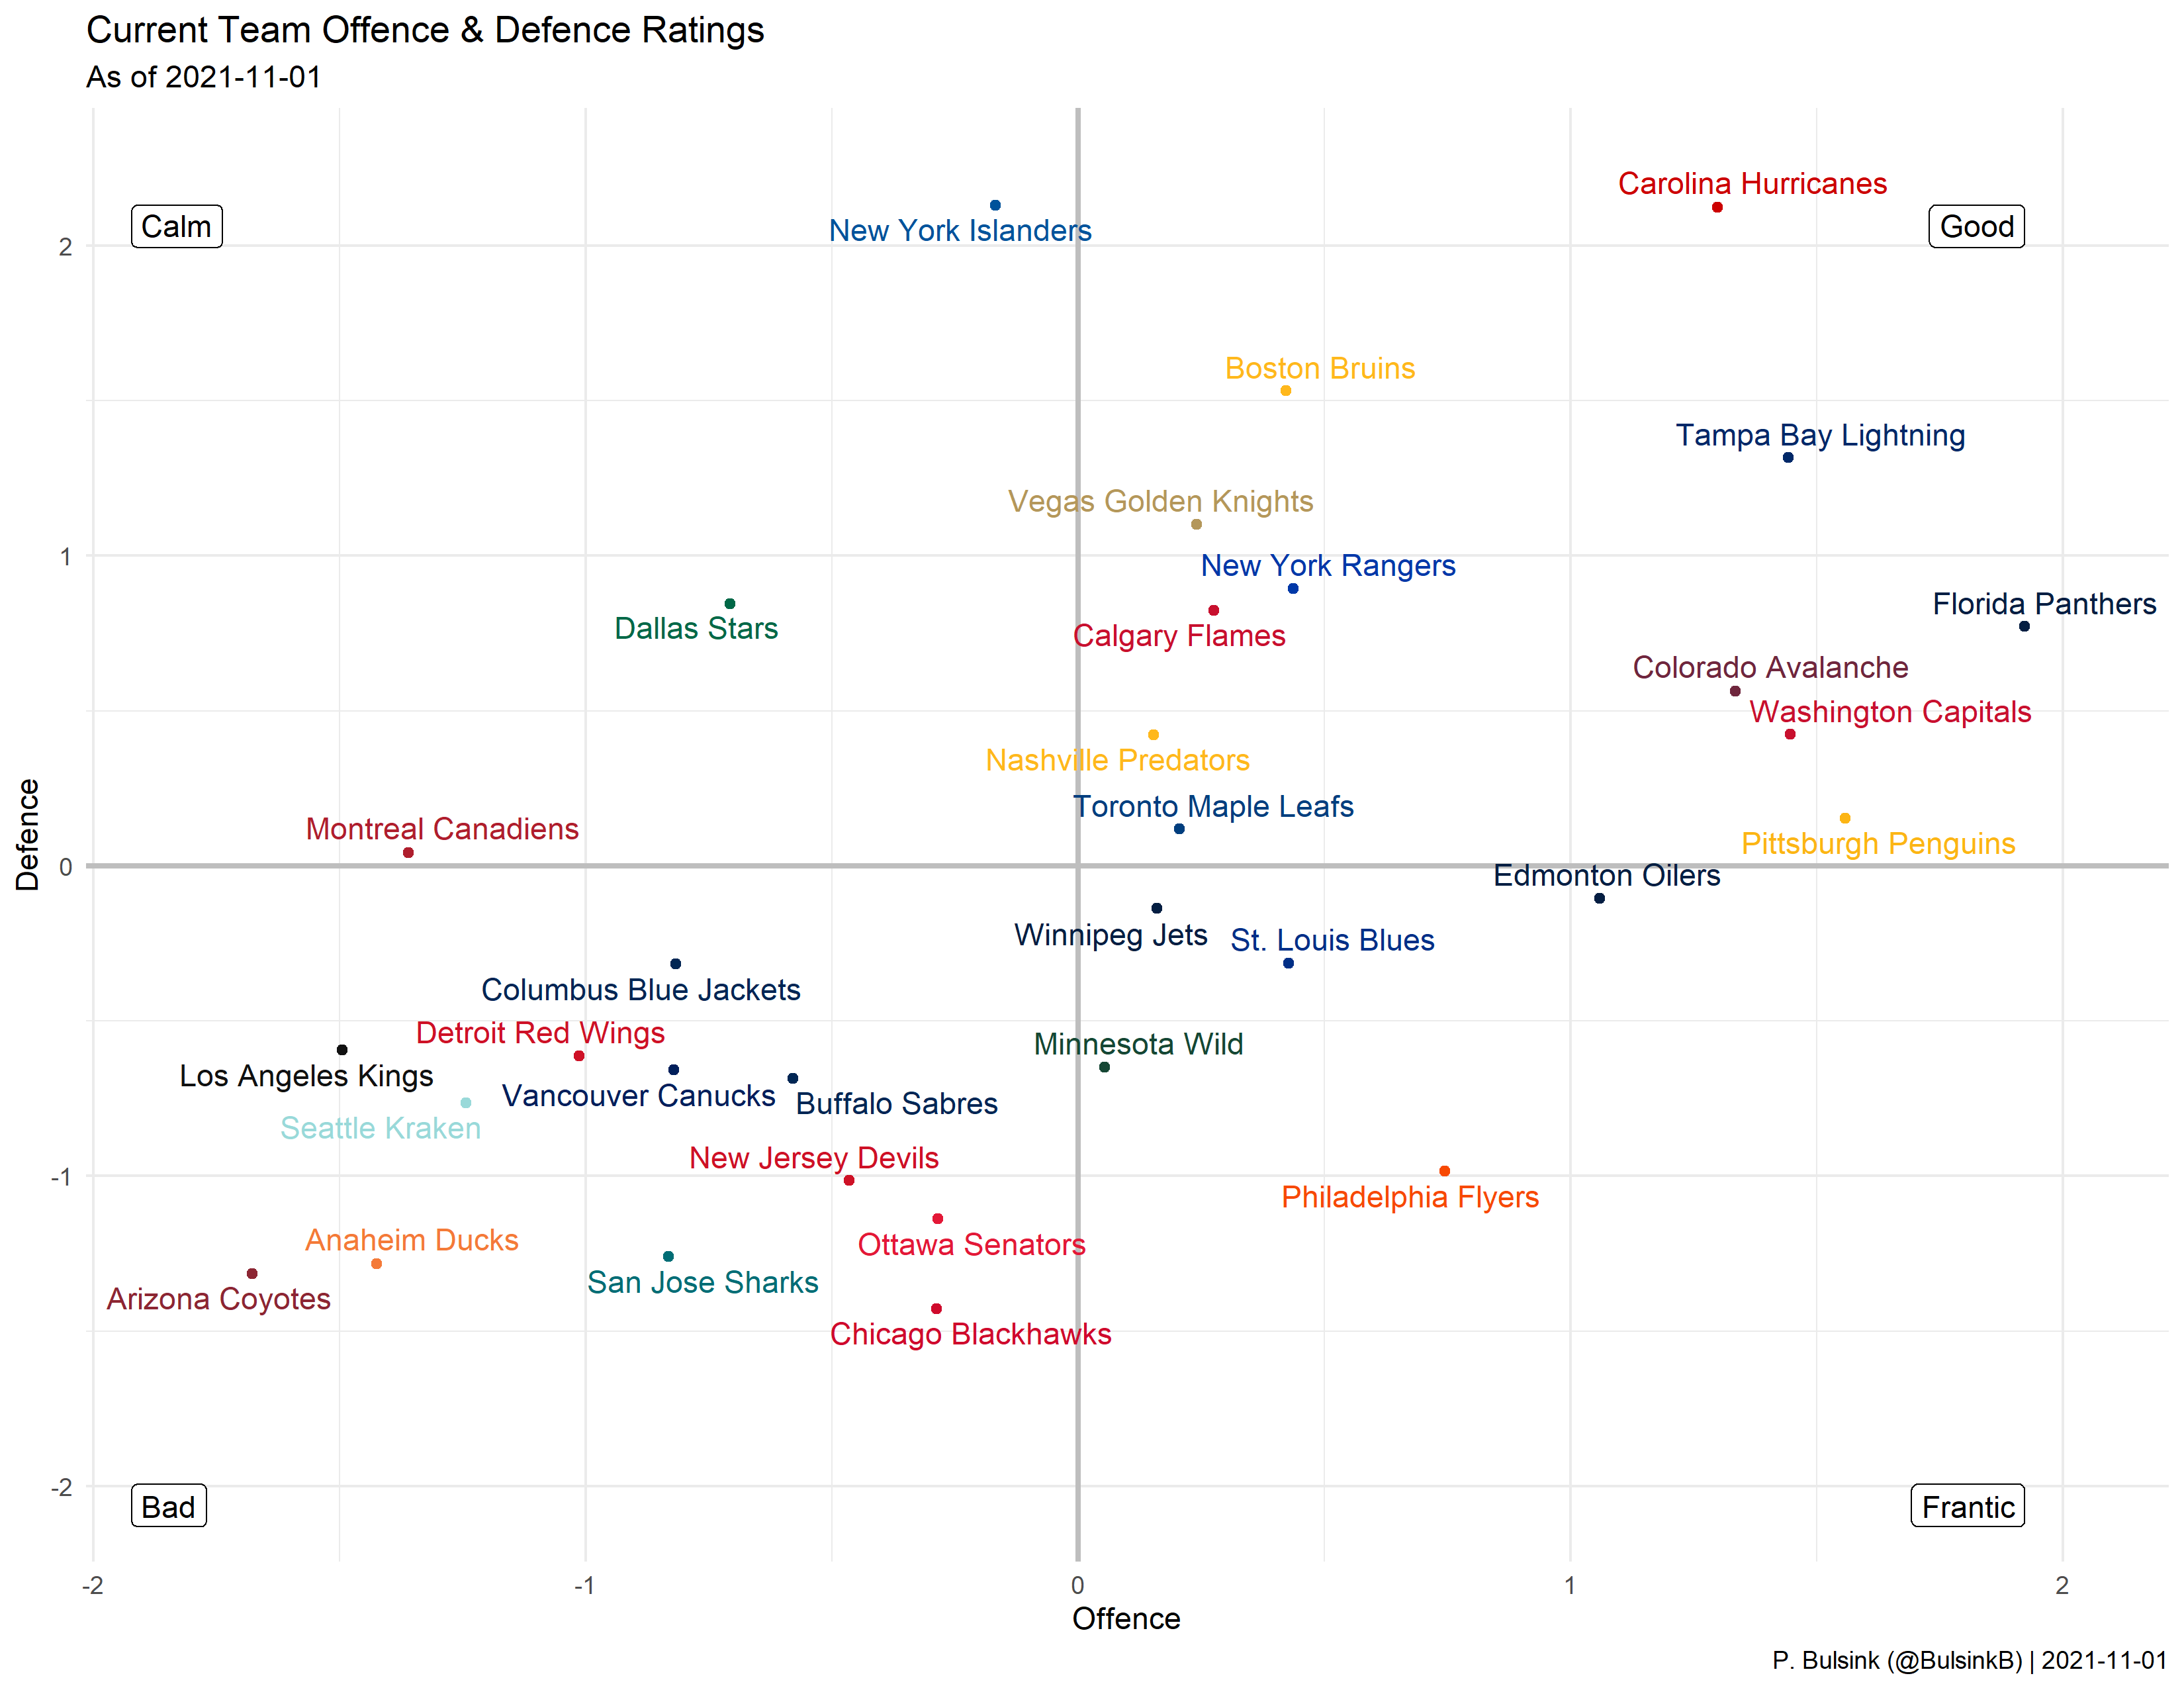 Current Team Offence & Defence Ratings
As of 2021-11-01
Carolina Hurricanes
Calm
New York Islanders
Good
2
Boston Bruins
Tampa Bay Lightning
Vegas Golden Knights
1
New York Rangers
Florida Panthers
Dallas Stars
Calgary Flames
Colorado Avalanche
Washington Capitals
Nashville Predators
Toronto Maple Leafs
Montreal Canadiens
Pittsburgh Penguins
Defence
0
Edmonton Oilers
Winnipeg Jets
St. Louis Blues
Columbus Blue Jackets
Detroit Red Wings
Minnesota Wild
Los Angeles Kings
Vancouver Canucks
Buffalo Sabres
Seattle Kraken
New Jersey Devils
-1
Philadelphia Flyers
Anaheim Ducks
Ottawa Senators
San Jose Sharks
Arizona Coyotes
Chicago Blackhawks
-2
Bad
Frantic
-2
-1
0
1
2
Offence
P. Bulsink (@BulsinkB) | 2021-11-01